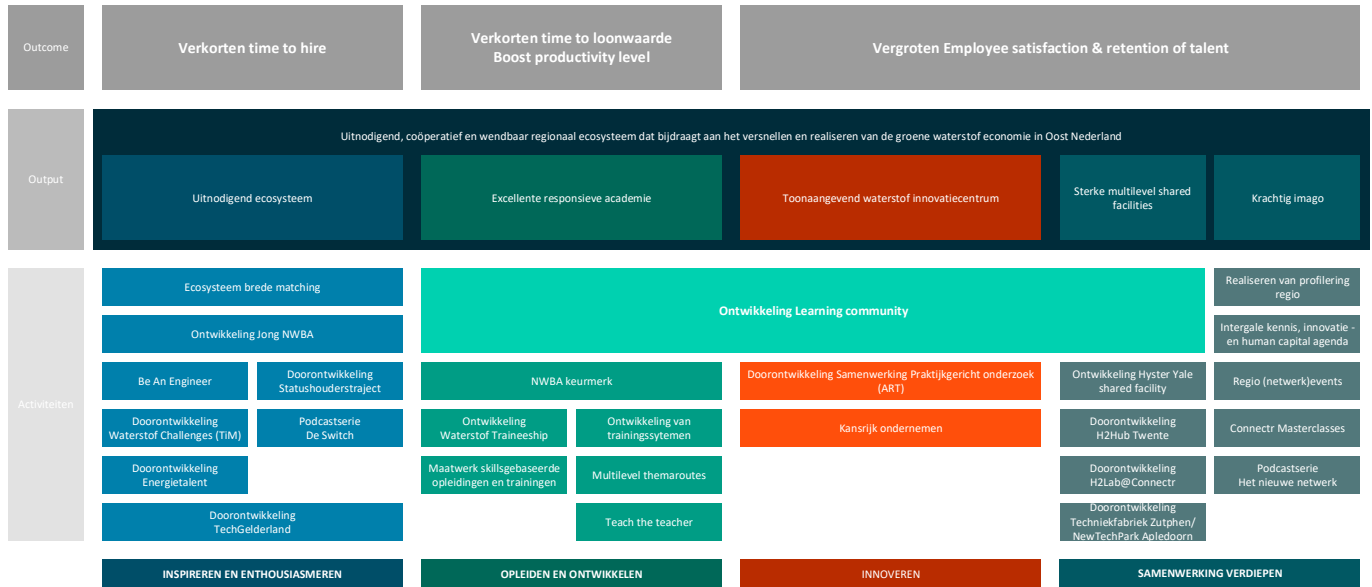 Outcome
Verkorten time to hire
Verkorten time to loonwaarde
Boost productivity level
Vergroten Employee satisfaction & retention of talent
Output
Uitnodigend, coöperatief en wendbaar regionaal ecosysteem dat bijdraagt aan het versnellen en realiseren van de groene waterstof economie in Oost Nederland
Uitnodigend ecosysteem
Excellente responsieve academie
Toonaangevend waterstof innovatiecentrum
Sterke multilevel shared
facilities
Krachtig imago
Activiteiten
Ecosysteem brede matching
Ontwikkeling Jong NWBA
Be An Engineer
Doorontwikkeling
Statushouderstraject
Doorontwikkeling
Waterstof Challenges (TiM)
Podcastserie
De Switch
Doorontwikkeling
Energietalent
Doorontwikkeling
TechGelderland
Ontwikkeling Learning community
NWBA keurmerk
Ontwikkeling
Waterstof Traineeship
Ontwikkeling van
trainingssytemen
Maatwerk skillsgebaseerde
opleidingen en trainingen
Multilevel themaroutes
Teach the teacher
Doorontwikkeling Samenwerking Praktijkgericht onderzoek
(ART)
Kansrijk ondernemen
Ontwikkeling Hyster Yale
shared facility
Doorontwikkeling
H2Hub Twente
Doorontwikkeling
H2Lab@Connectr
Doorontwikkeling
Techniekfabriek Zutphen/
NewTechPark Apledoorn
Realiseren van profilering
regio
Intergale kennis, innovatie -
en human capital agenda
Regio (netwerk)events
Connectr Masterclasses
Podcastserie
Het nieuwe netwerk
INSPIREREN EN ENTHOUSIASMEREN
OPLEIDEN EN ONTWIKKELEN
INNOVEREN
SAMENWERKING VERDIEPEN